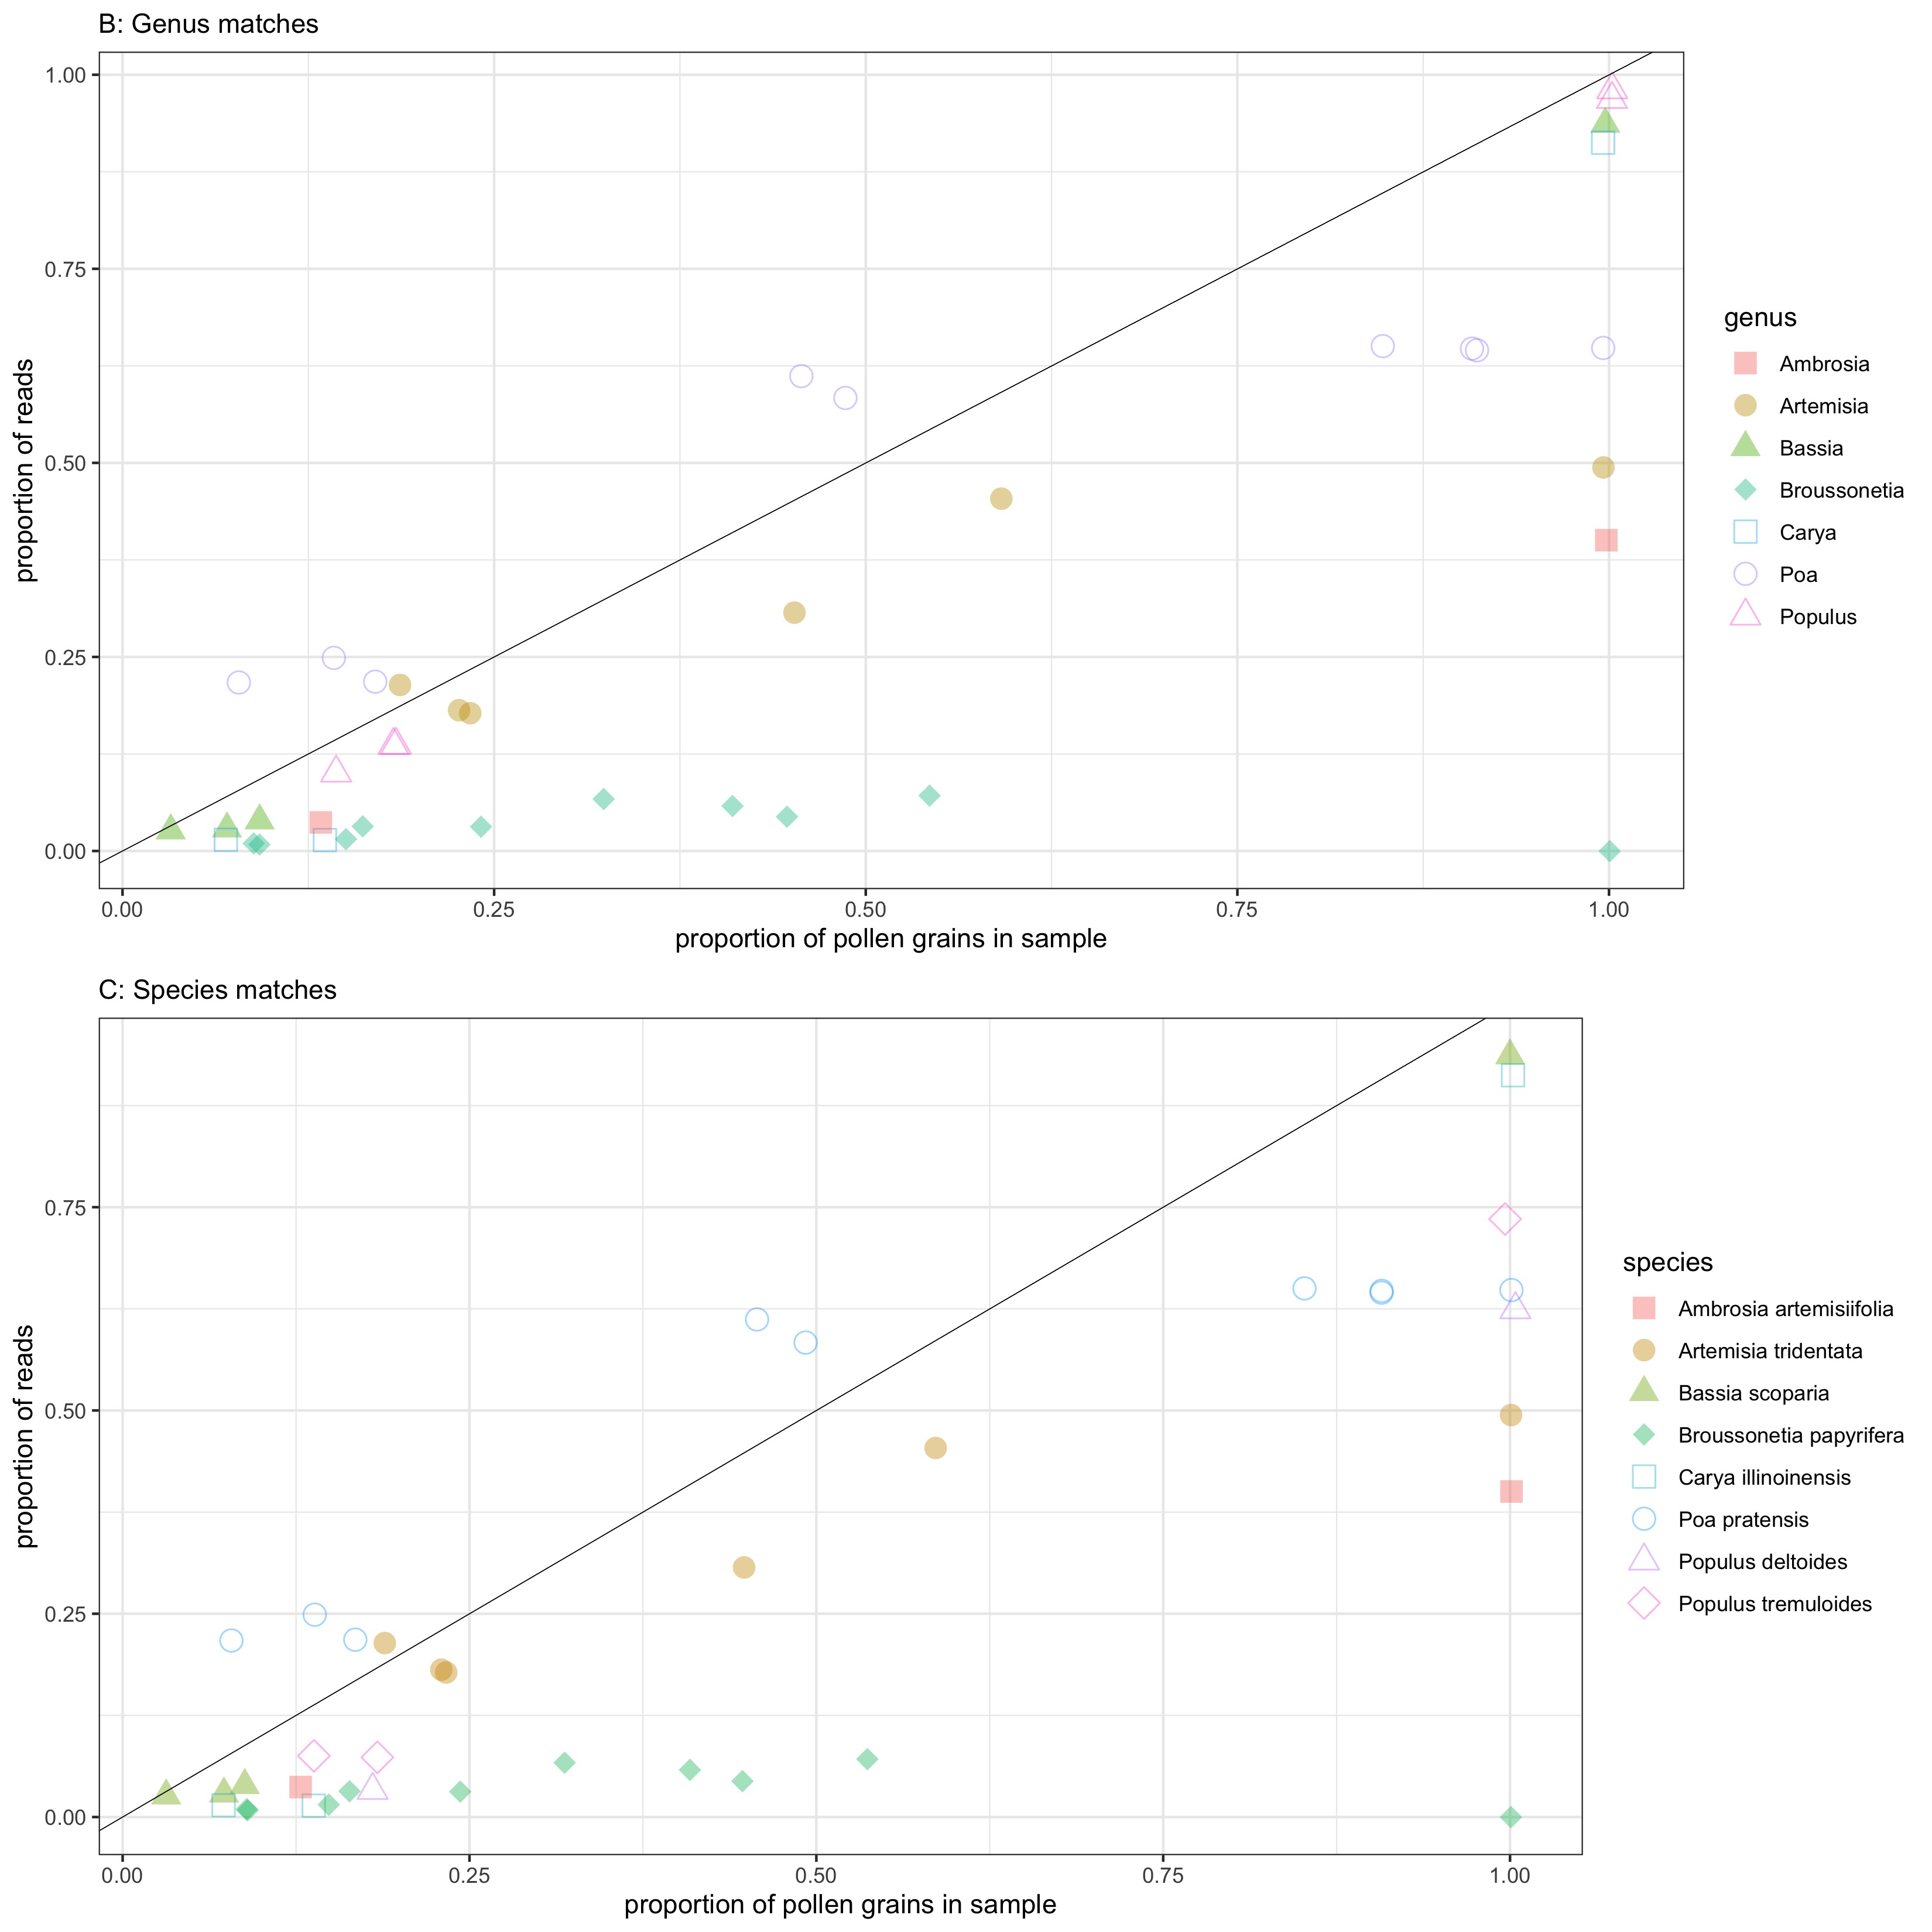 B: Genus matches
1.00
0.75
0.50
0.25
0.00
proportion of reads
0.00 0.25 0.50 0.75 1.00
proportion of pollen grains in sample
genus
Ambrosia
Artemisia
Bassia
Broussonetia
Carya
Poa
Populus
C: Species matches
0.75
0.50
0.25
0.00
proportion of reads
0.00 0.25 0.50 0.75 1.00
proportion of pollen grains in sample
species
Ambrosia artemisiifolia
Artemisia tridentata
Bassia scoparia
Broussonetia papyrifera
Carya illinoinensis
Poa pratensis
Populus deltoides
Populus tremuloides